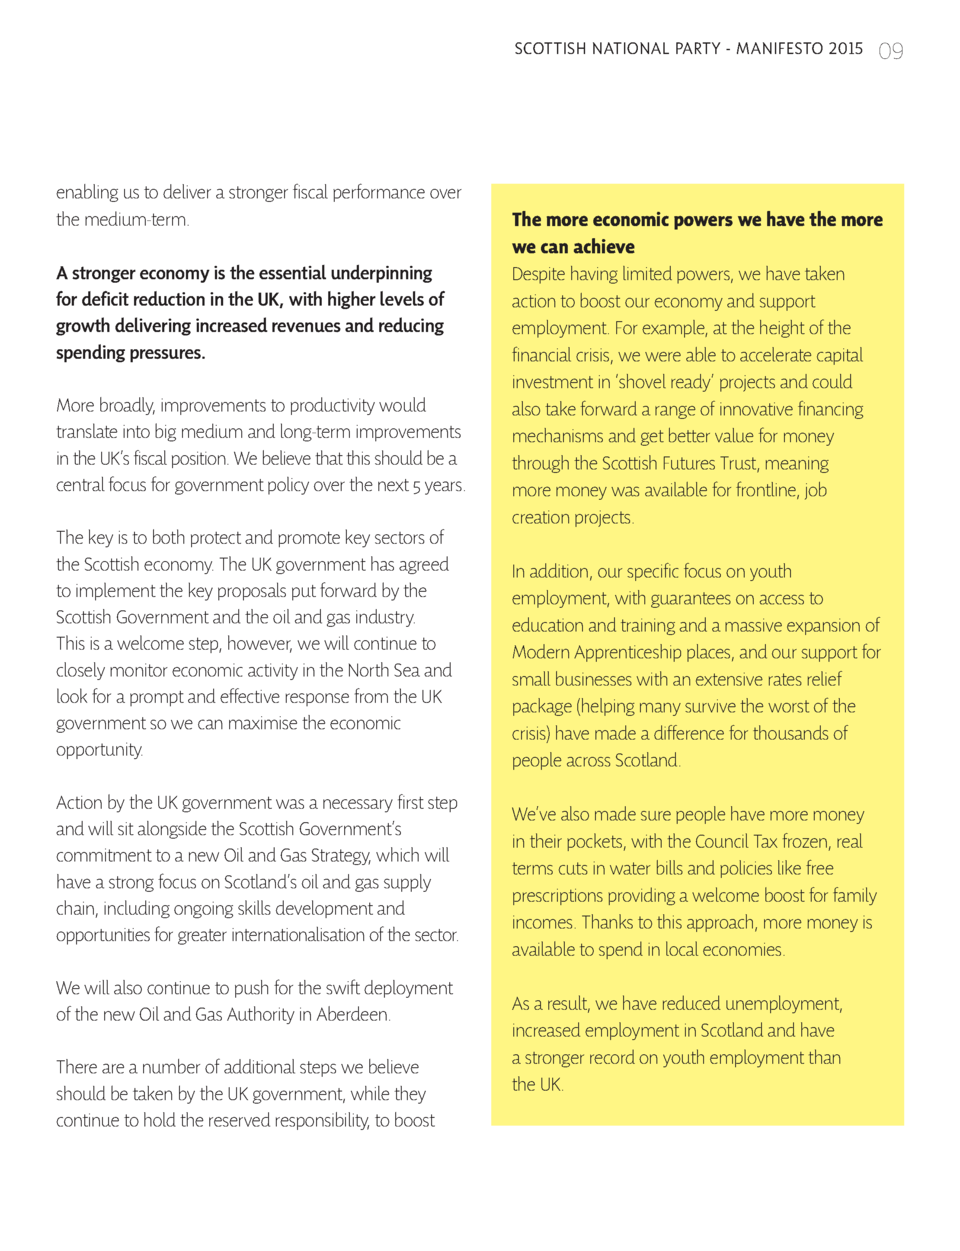 SCOTTISH NATIONAL PARTY - MANIFESTO 2015 09
enabling us to deliver a stronger fiscal performance over
the medium-term.
A stronger economy is the essential underpinning
for deficit reduction in the UK, with higher levels of
growth delivering increased revenues and reducing
spending pressures.
More broadly, improvements to productivity would
translate into big medium and long-term improvements
in the UK's fiscal position. We believe that this should be a
central focus for government policy over the next 5 years.
The key is to both protect and promote key sectors of
the Scottish economy. The UK government has agreed
to implement the key proposals put forward by the
Scottish Government and the oil and gas industry.
This is a welcome step, however, we will continue to
closely monitor economic activity in the North Sea and
look for a prompt and effective response from the UK
government so we can maximise the economic
opportunity.
Action by the UK government was a necessary first step
and will sit alongside the Scottish Government's
commitment to a new Oil and Gas Strategy, which will
have a strong focus on Scotland's oil and gas supply
chain, including ongoing skills development and
opportunities for greater internationalisation of the sector.
We will also continue to push for the swift deployment
of the new Oil and Gas Authority in Aberdeen.
There are a number of additional steps we believe
should be taken by the UK government, while they
continue to hold the reserved responsibility, to boost
The more economic powers we have the more
we can achieve
Despite having limited powers, we have taken
action to boost our economy and support
employment. For example, at the height of the
financial crisis, we were able to accelerate capital
investment in 'shovel ready' projects and could
also take forward a range of innovative financing
mechanisms and get better value for money
through the Scottish Futures Trust, meaning
more money was available for frontline, job
creation projects.
In addition, our specific focus on youth
employment, with guarantees on access to
education and training and a massive expansion of
Modern Apprenticeship places, and our support for
small businesses with an extensive rates relief
package (helping many survive the worst of the
crisis) have made a difference for thousands of
people across Scotland.
We've also made sure people have more money
in their pockets, with the Council Tax frozen, real
terms cuts in water bills and policies like free
prescriptions providing a welcome boost for family
incomes. Thanks to this approach, more money is
available to spend in local economies.
As a result, we have reduced unemployment,
increased employment in Scotland and have
a stronger record on youth employment than
the UK.